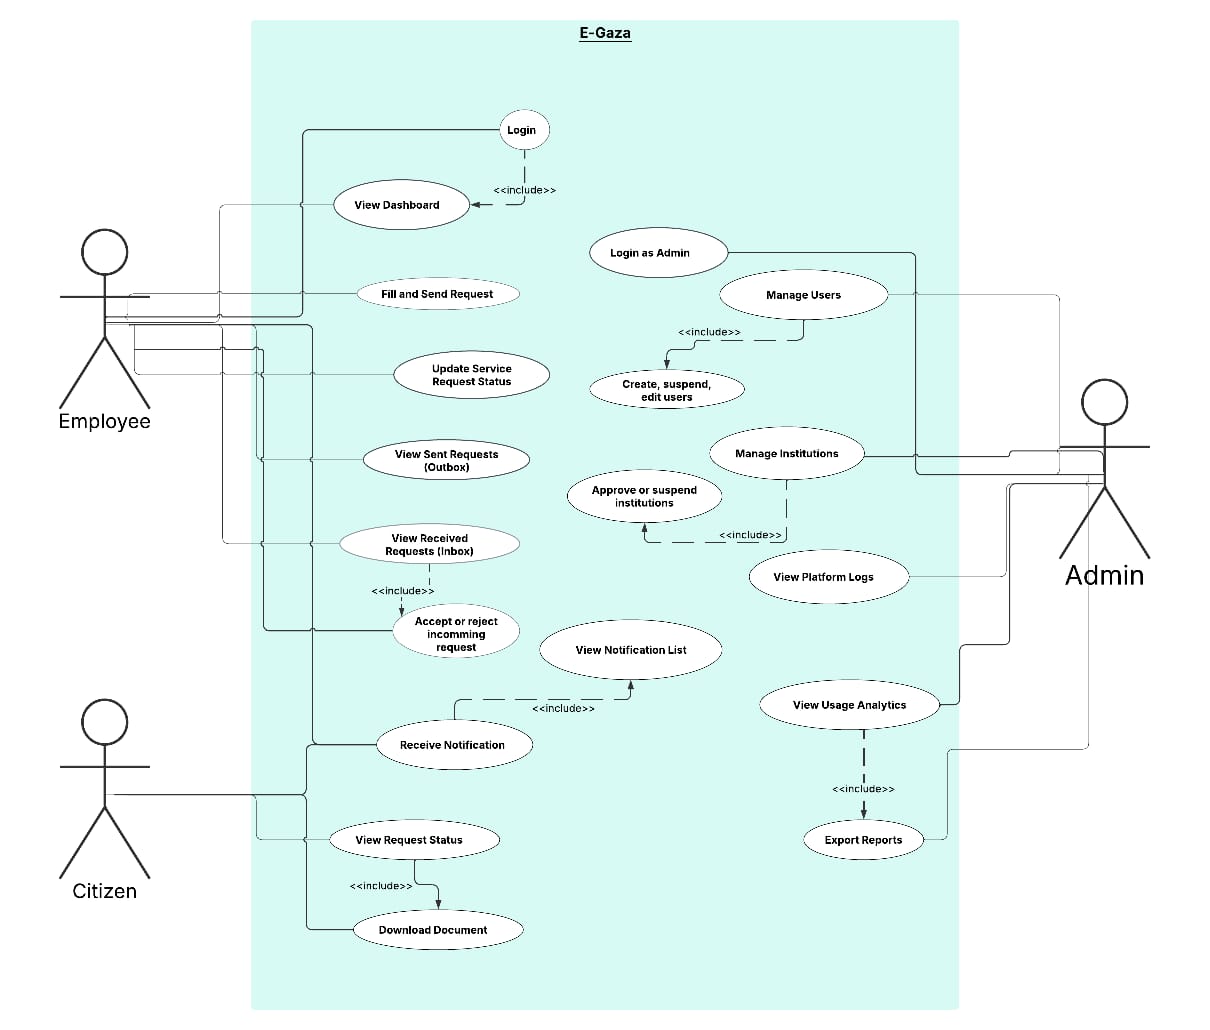 E-Gaza
Login
<<include>>
View Dashboard
Login as Admin
Fill and Send Request
Manage Users
<<include>>
Update Service
Request Status
Create, suspend,
edit users
Employee
View Sent Requests
(Outbox)
Manage Institutions
Approve or suspend
institutions
<<include>>
View Received
Requests (Inbox)
<<include>>
View Platform Logs
Admin
Accept or reject
incomming
request
View Notification List
<<include>>
View Usage Analytics
Receive Notification
<<include>>
View Request Status
Export Reports
<<include>>
Citizen
Download Document